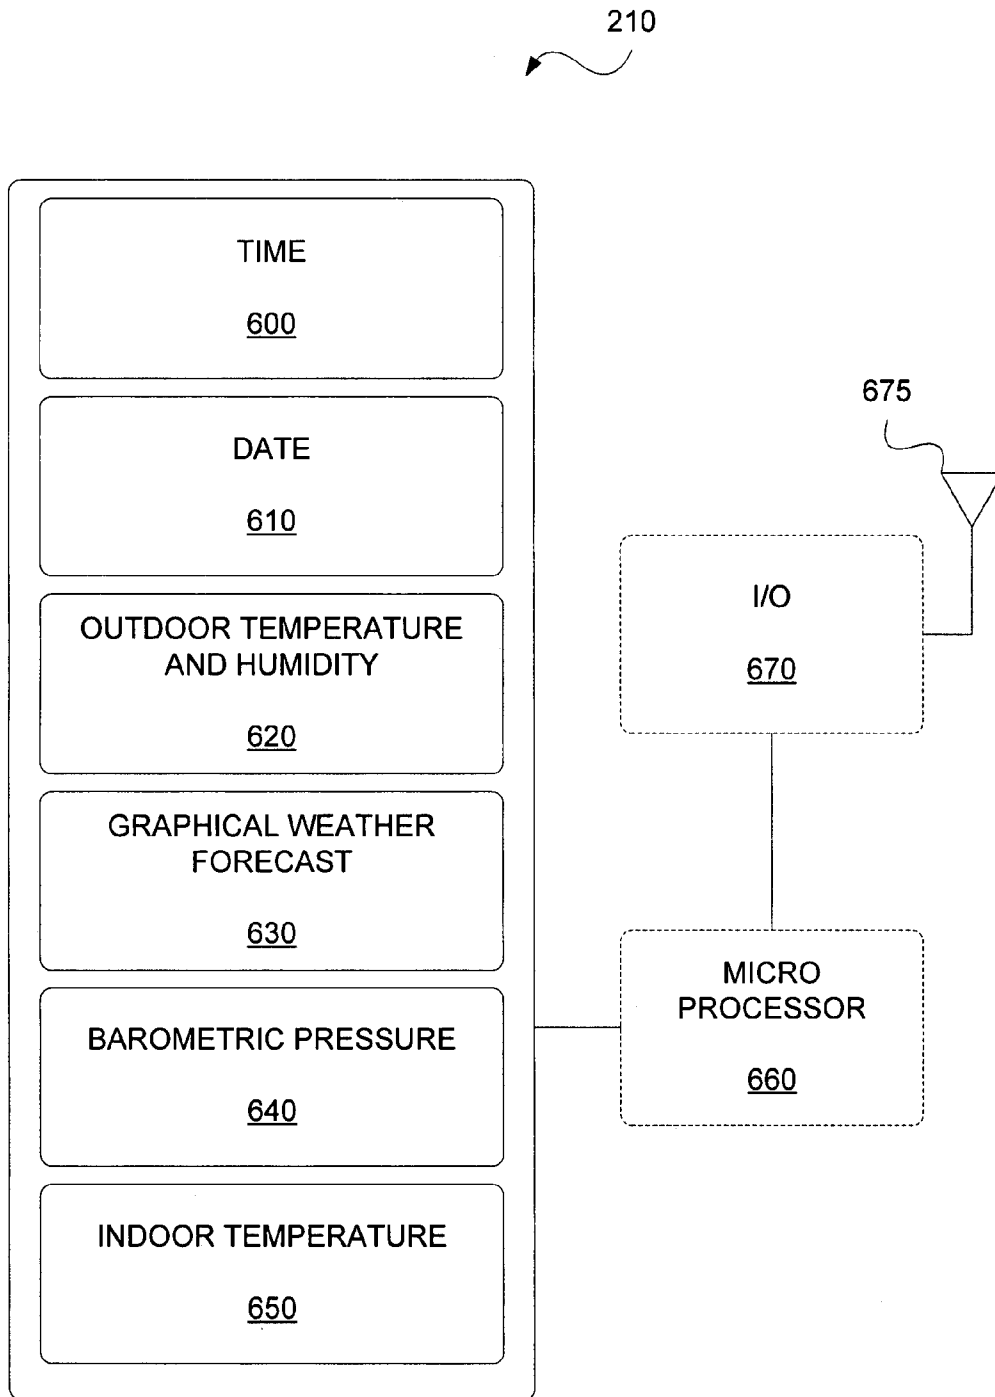 210
TIME
600
DATE
610
OUTDOOR TEMPERATURE
AND HUMIDITY
620
GRAPHICAL WEATHER
FORECAST
630
BAROMETRIC PRESSURE
640
INDOOR TEMPERATURE
650
675
I/O
670
MICRO
PROCESSOR
660